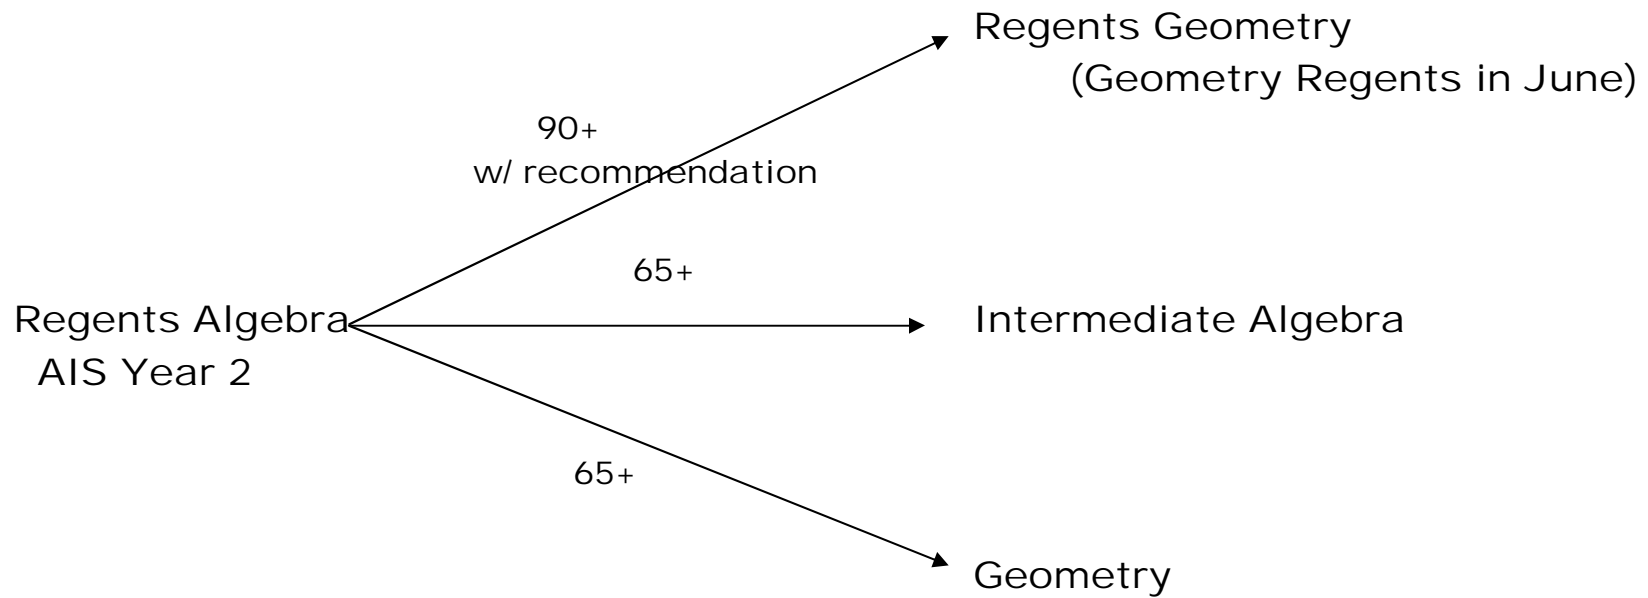 Regents Geometry
(Geometry Regents in June)
90+
w/ recommendation
65+
Regents Algebra
AIS Year 2
Intermediate Algebra
65+
Geometry